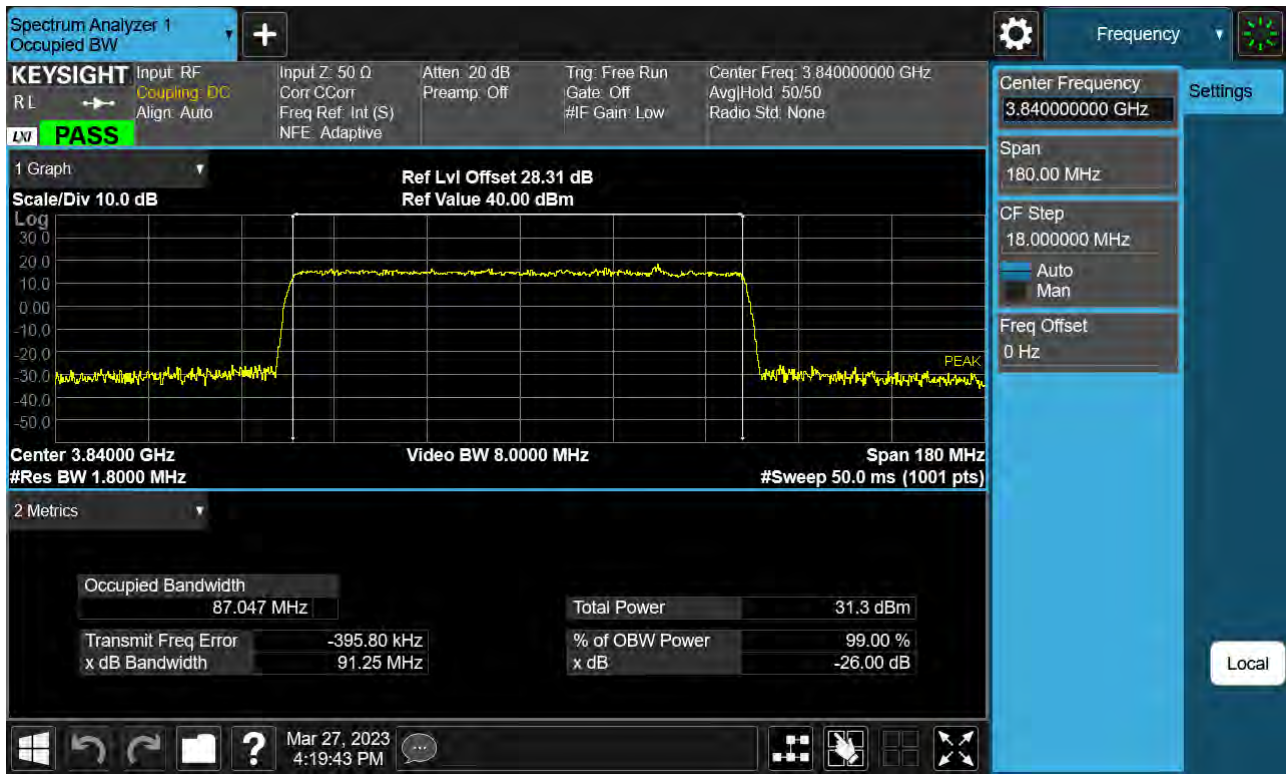 Spectrum Analyzer 1
Occupied BW
+
Frequency
KEYSIGHT
RL
LXI
PASS
Input: RF
Coupling: DC
Align: Auto
Input Z: 50 Ω
Corr CCorr
Freq Ref: Int (S)
NFE: Adaptive
Atten: 20 dB
Preamp: Off
Trig: Free Run
Gate: Off
#IF Gain: Low
Center Freq: 3.840000000 GHz
Avg|Hold: 50/50
Radio Std: None
1 Graph
Scale/Div 10.0 dB
Ref Lvl Offset 28.31 dB
Ref Value 40.00 dBm
Log
30.0
20.0
10.0
0.00
-10.0
-20.0
-30.0
-40.0
-50.0
PEAK
Center 3.84000 GHz
#Res BW 1.8000 MHz
Video BW 8.0000 MHz
Span 180 MHz
#Sweep 50.0 ms (1001 pts)
2 Metrics
Occupied Bandwidth
87.047 MHz
Transmit Freq Error -395.80 kHz
x dB Bandwidth 91.25 MHz
Total Power 31.3 dBm
% of OBW Power 99.00 %
x dB -26.00 dB
Center Frequency
3.840000000 GHz
Span
180.00 MHz
CF Step
18.000000 MHz
Auto
Man
Freq Offset
0 Hz
Settings
Local
?
Mar 27, 2023
4:19:43 PM